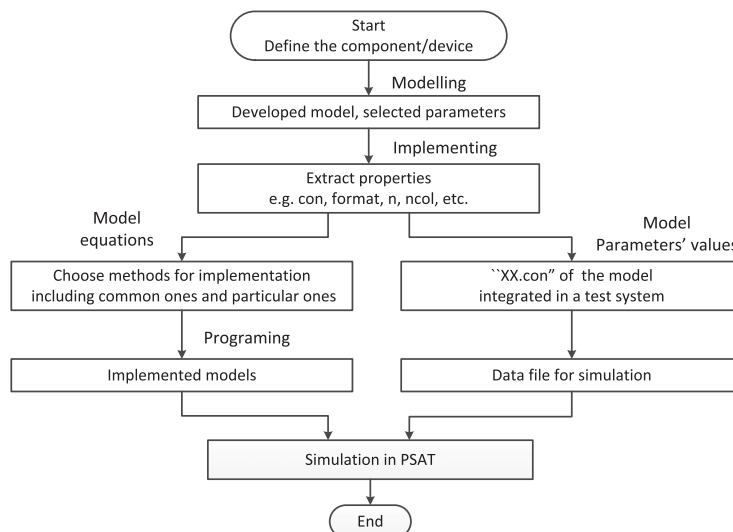 Start
Define the component/device
Modelling
Developed model, selected parameters
Implementing
Extract properties
e.g. con, format, n, ncol, etc.
Model
equations
Model
Parameters’ values
Choose methods for implementation
including common ones and particular ones
``XX.con” of the model
integrated in a test system
Programing
Implemented models
Data file for simulation
Simulation in PSAT
End